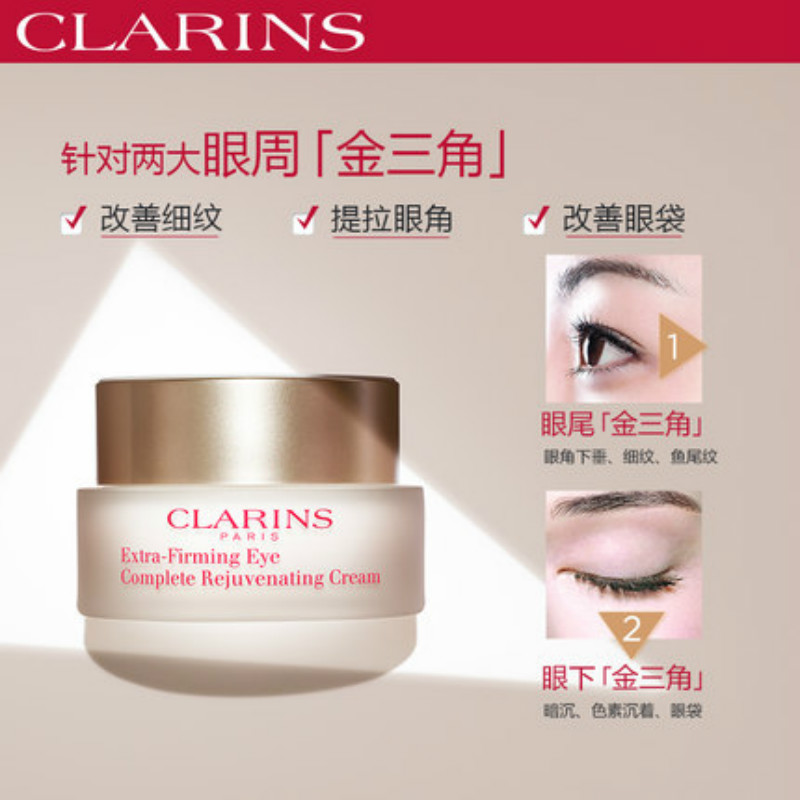 CLARINS
针对两大眼周「金三角」
改善细纹
提拉眼角
改善眼袋
1
眼尾「金三角」
眼角下垂、细纹、鱼尾纹
CLARINS
PARIS
Extra-Firming Eye
Complete Rejuvenating Cream
2
眼下「金三角」
暗沉、色素沉着、眼袋